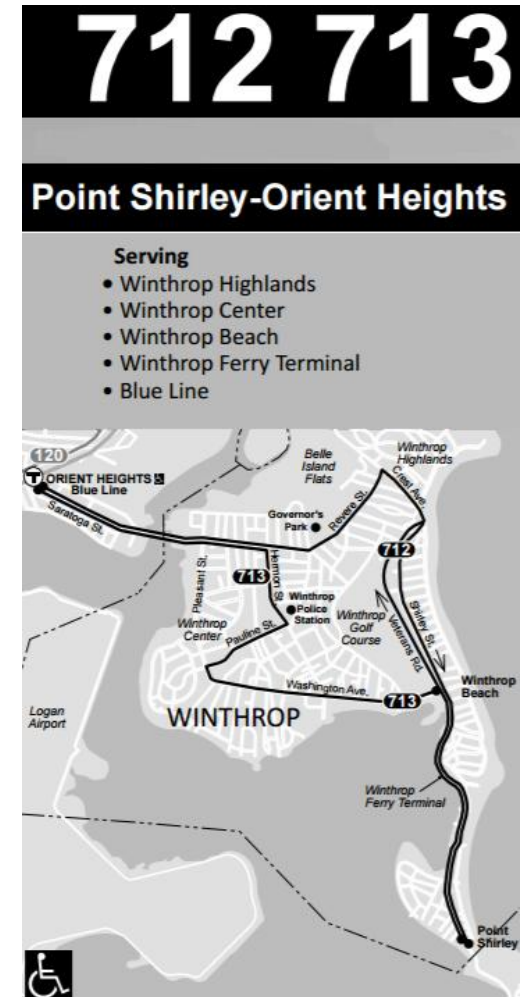 712 713
Point Shirley-Orient Heights
Serving
• Winthrop Highlands
• Winthrop Center
• Winthrop Beach
• Winthrop Ferry Terminal
• Blue Line
120
T ORIENT HEIGHTS
Blue Line
Saratoga St.
Belle
Island
Flats
Winthrop
Highlands
Crest Ave.
Governor's
Park
Revere St.
712
Pleasant St.
713
Hermon St.
Winthrop
Police
Station
Winthrop
Center
Pauline St.
Winthrop
Golf
Course
Veterans Rd.
Shirley St.
Washington Ave.
713
Winthrop
Beach
WINTHROP
Logan
Airport
Winthrop
Ferry Terminal
Point
Shirley